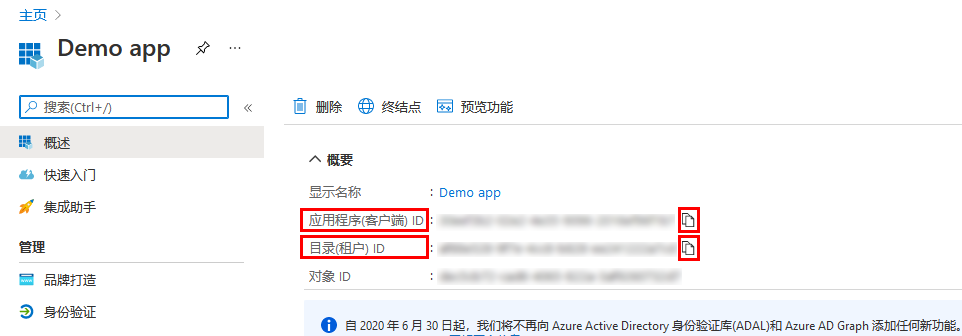 主页
Demo app
搜索(Ctrl+/)
删除
终结点
预览功能
概述
快速入门
集成助手
管理
品牌打造
身份验证
概要
显示名称 : Demo app
应用程序(客户端) ID :
目录(租户) ID :
对象 ID :
自 2020 年 6 月 30 日起，我们将不再向 Azure Active Directory 身份验证库(ADAL)和 Azure AD Graph 添加任何新功能。